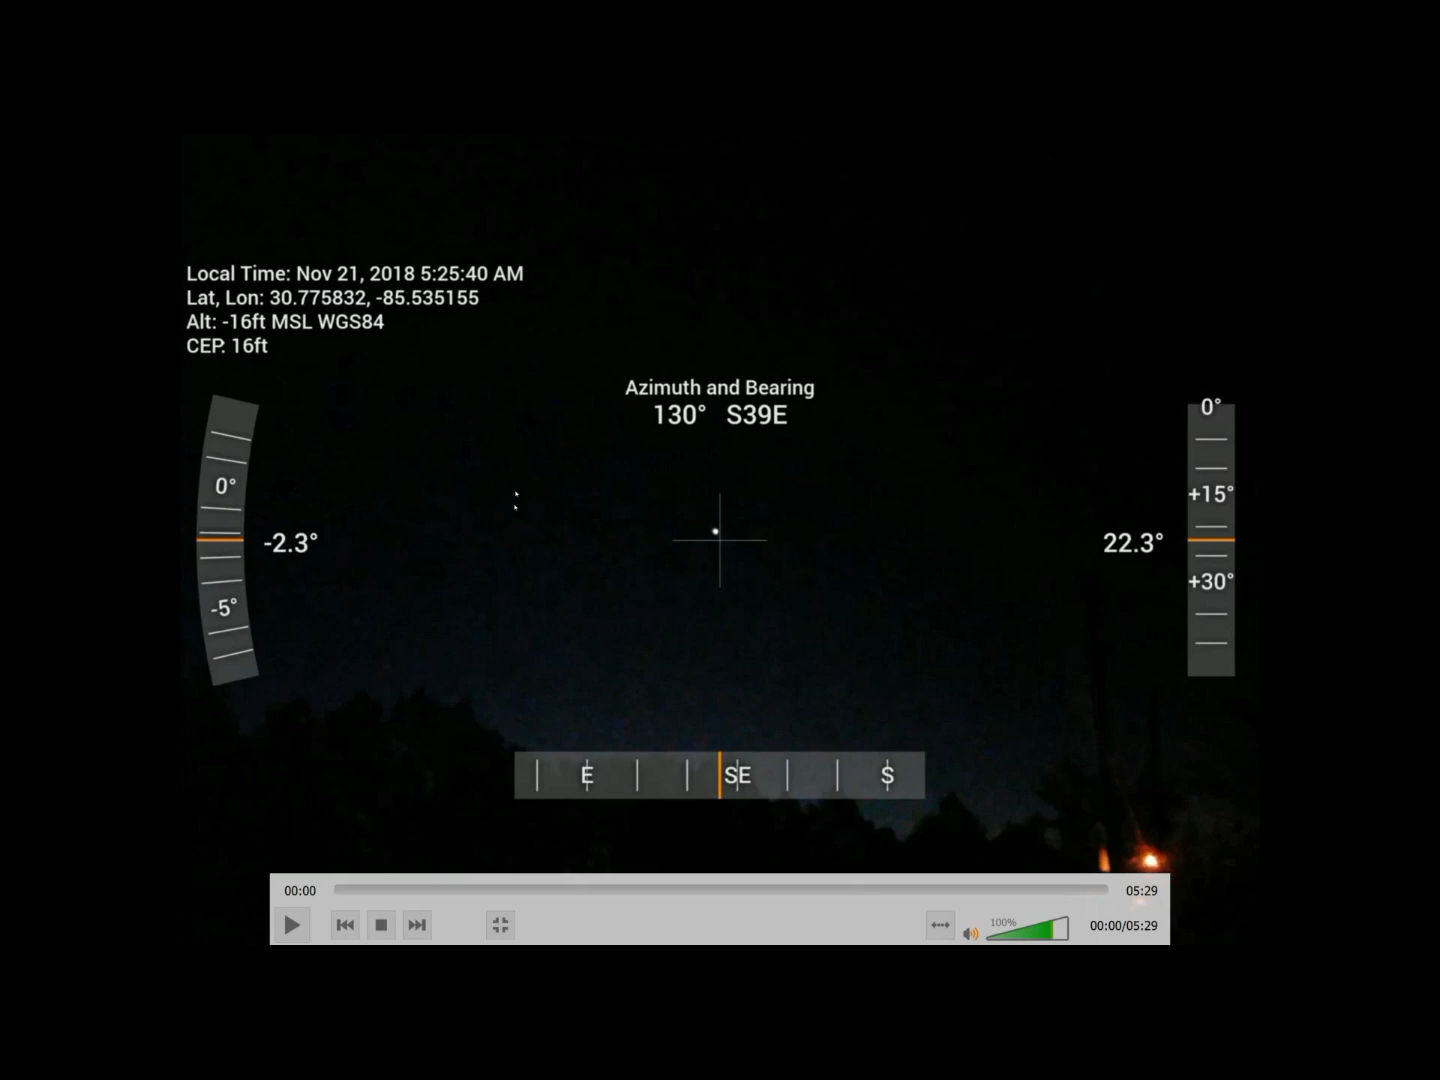 Local Time: Nov 21, 2018 5:25:40 AM
Lat, Lon: 30.775832, -85.535155
Alt: -16ft MSL WGS84
CEP: 16ft
Azimuth and Bearing
130° S39E
0°
-2.3°
-5°
0°
+15°
22.3°
+30°
E
SE
S
00:00
05:29
100%
00:00/05:29